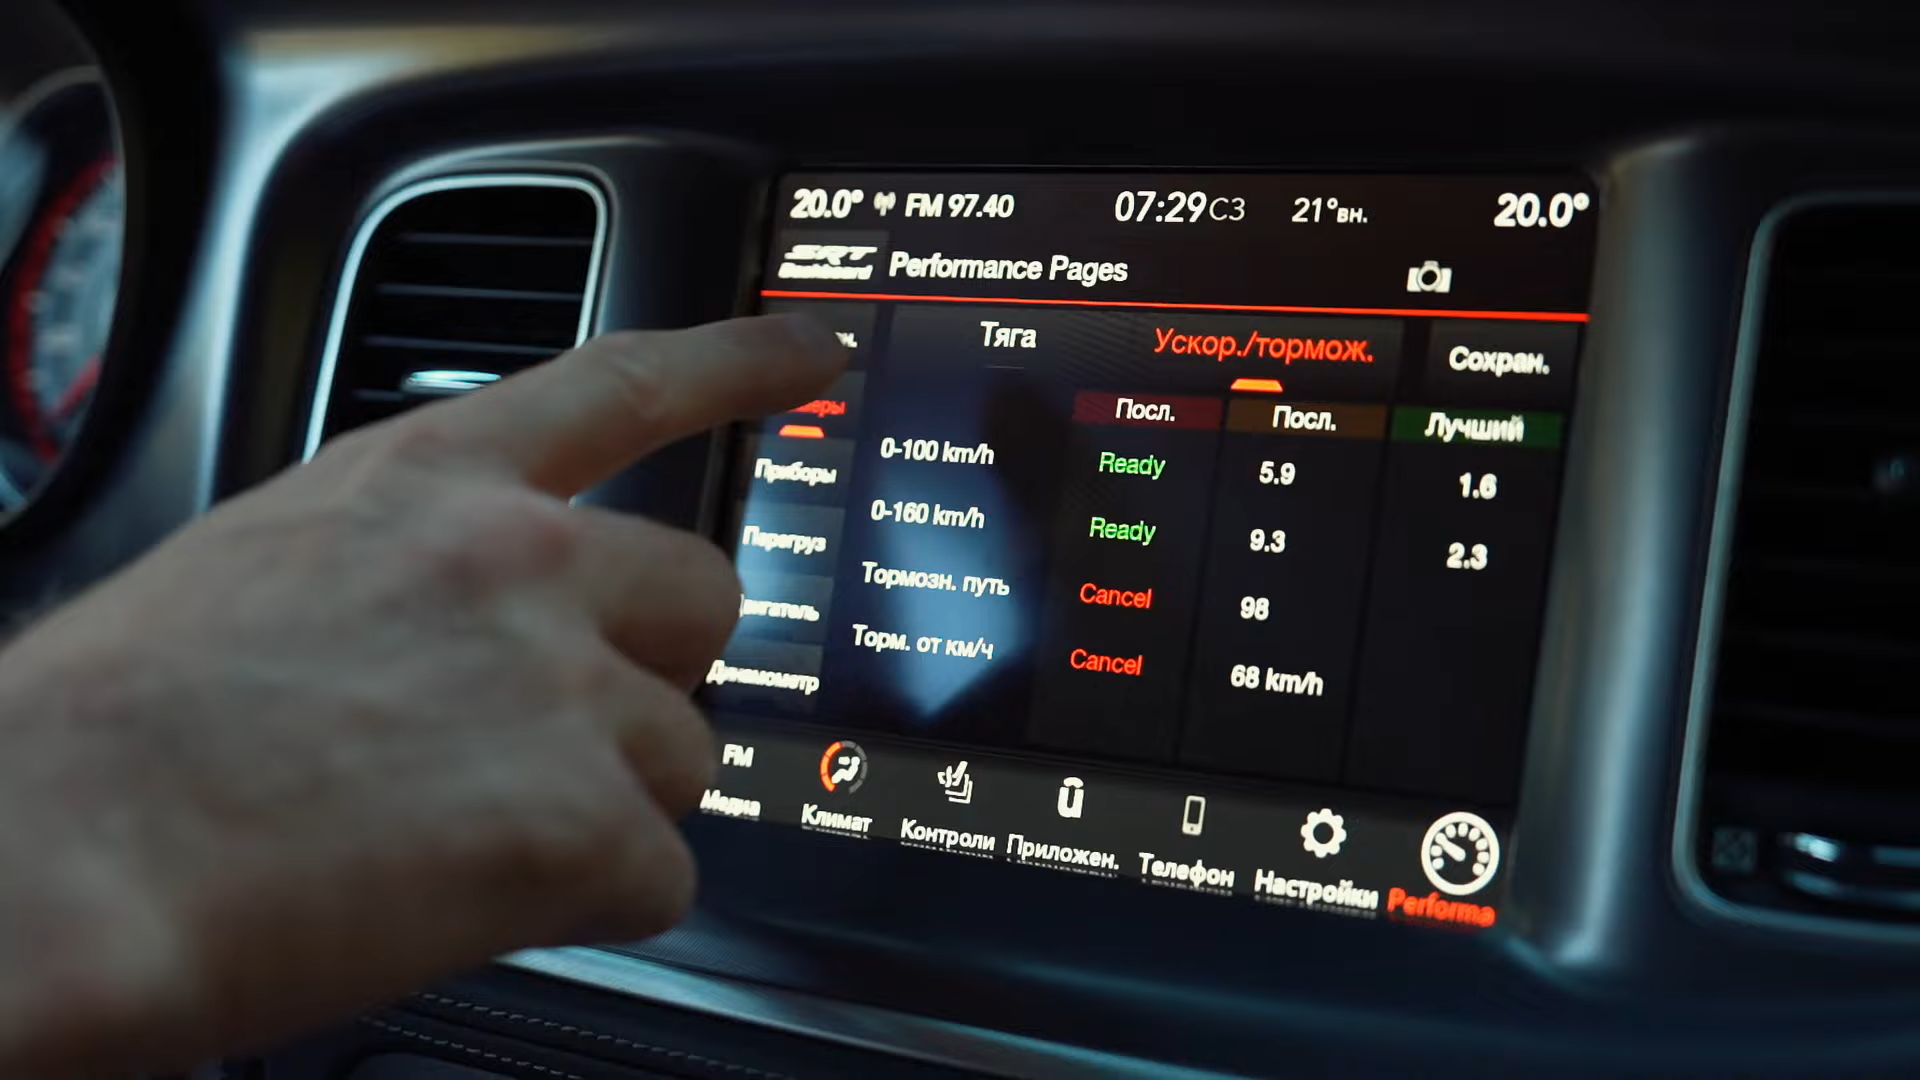 20.0° FM 97.40 07:29 СЗ 21°вн. 20.0°
SRT Performance Pages
Тяга Ускор./тормож. Сохран.
Посл. Посл. Лучший
0-100 km/h Ready 5.9 1.6
Приборы
0-160 km/h Ready 9.3 2.3
Перегруз
Тормозн. путь Cancel 98
Торм. от км/ч Cancel 68 km/h
Динамометр
FM
Медиа Климат Контроли Приложен. Телефон Настройки Performa